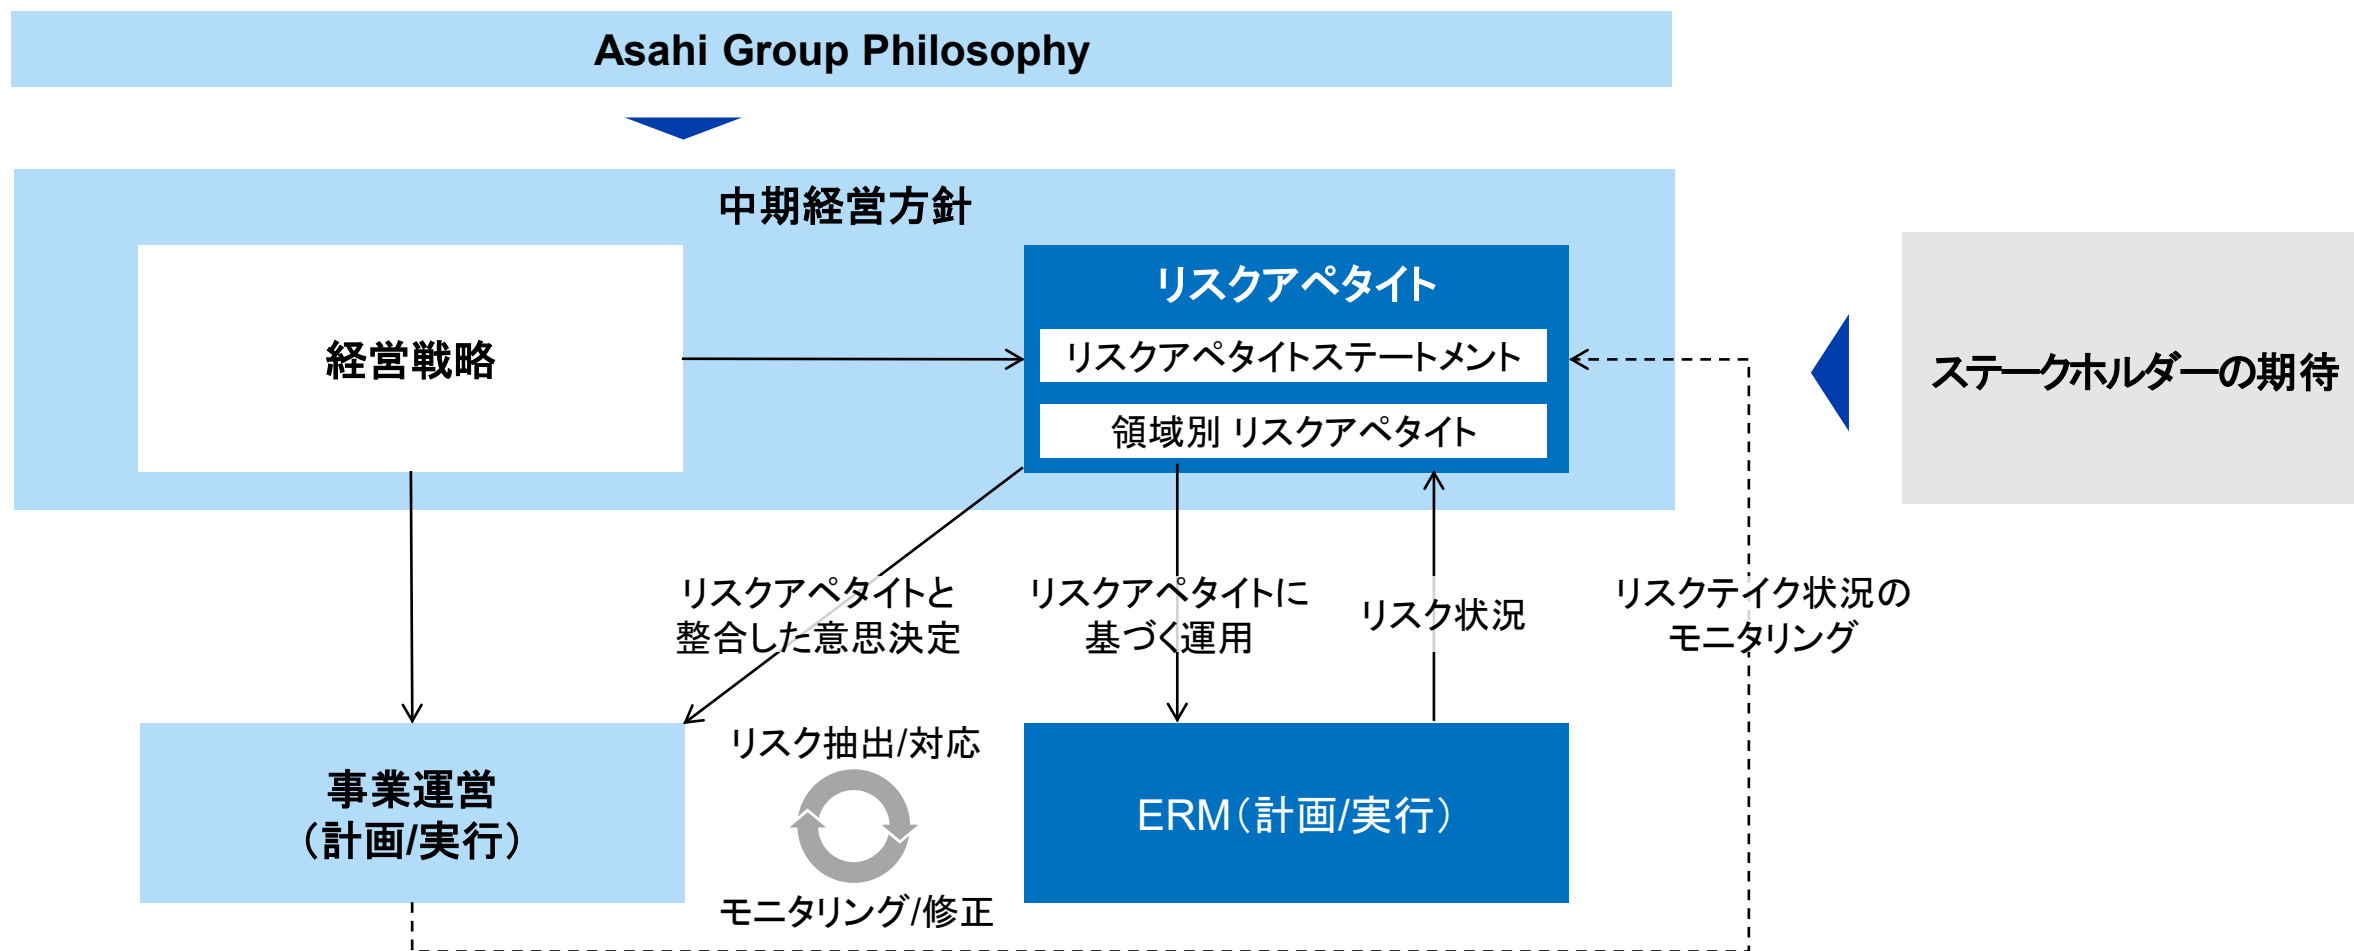 Asahi Group Philosophy
中期経営方針
経営戦略
リスクアペタイト
リスクアペタイトステートメント
領域別 リスクアペタイト
ステークホルダーの期待
リスクアペタイトと
整合した意思決定
リスクアペタイトに
基づく運用
リスク状況
リスクテイク状況の
モニタリング
事業運営
（計画/実行）
リスク抽出/対応
モニタリング/修正
ERM（計画/実行）